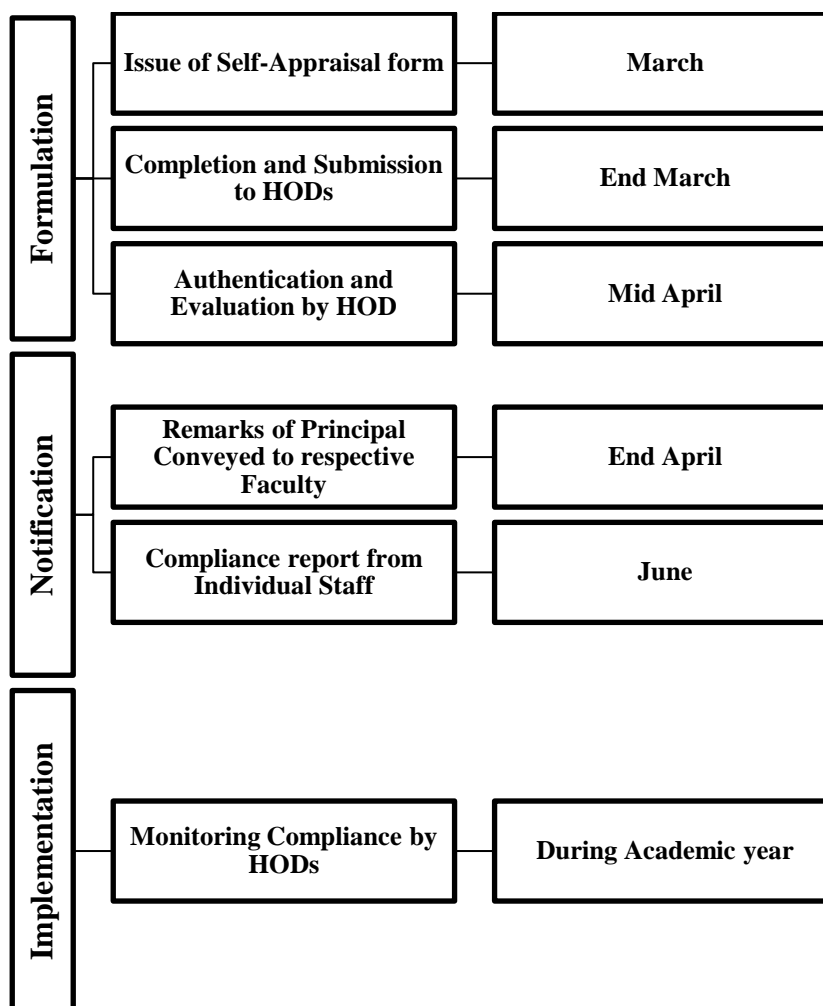 Formulation
Issue of Self-Appraisal form
March
Completion and Submission
to HODs
End March
Authentication and
Evaluation by HOD
Mid April
Notification
Remarks of Principal
Conveyed to respective
Faculty
End April
Compliance report from
Individual Staff
June
Implementation
Monitoring Compliance by
HODs
During Academic year